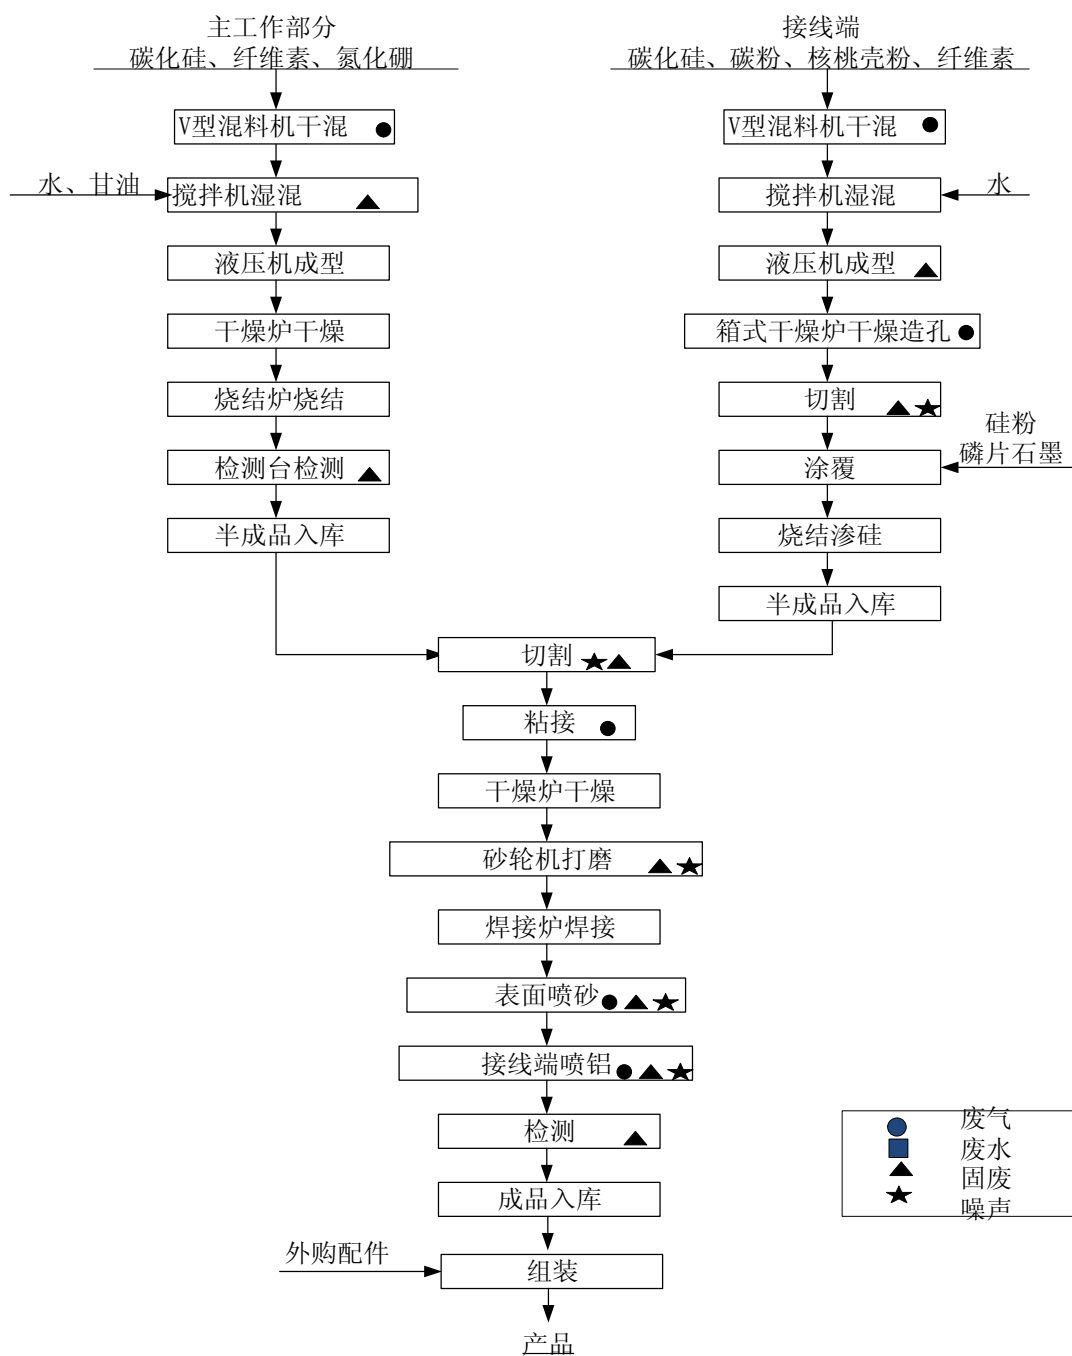 主工作部分
碳化硅、纤维素、氮化硼
V型混料机干混
水、甘油
搅拌机湿混
液压机成型
干燥炉干燥
烧结炉烧结
检测台检测
半成品入库
接线端
碳化硅、碳粉、核桃壳粉、纤维素
V型混料机干混
搅拌机湿混
水
液压机成型
箱式干燥炉干燥造孔
切割
硅粉
磷片石墨
涂覆
烧结渗硅
半成品入库
切割
粘接
干燥炉干燥
砂轮机打磨
焊接炉焊接
表面喷砂
接线端喷铝
检测
成品入库
外购配件
组装
产品
废气
废水
固废
噪声